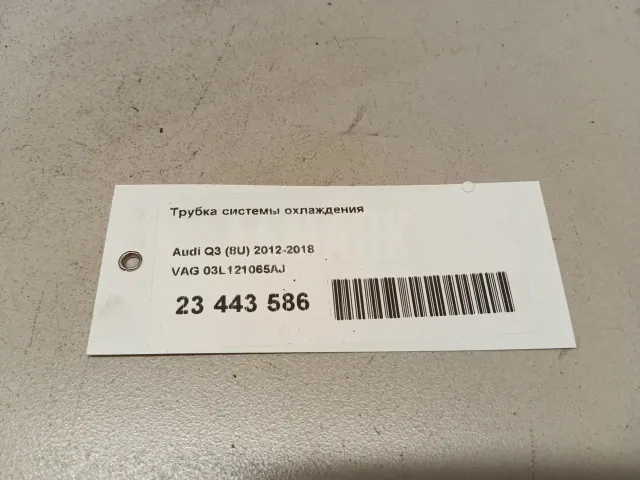 Трубка системы охлаждения
Audi Q3 (8U) 2012-2018
VAG 03L121065AJ
23 443 586